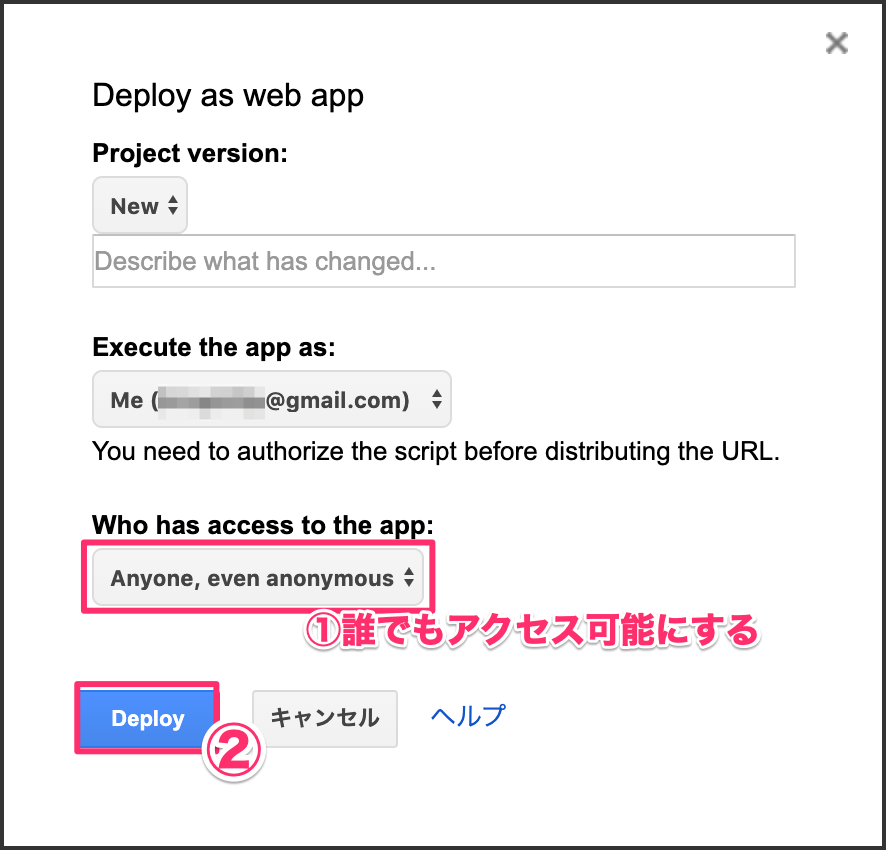 Deploy as web app
Project version:
New
Describe what has changed...
Execute the app as:
Me (@gmail.com)
You need to authorize the script before distributing the URL.
Who has access to the app:
Anyone, even anonymous
①誰でもアクセス可能にする
Deploy
②
キャンセル
ヘルプ